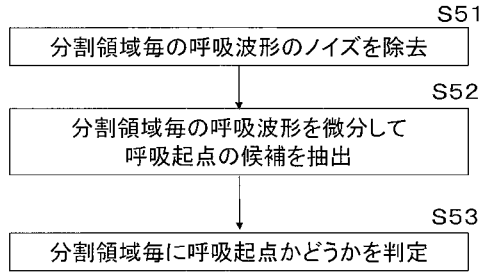 S51
分割領域毎の呼吸波形のノイズを除去
S52
分割領域毎の呼吸波形を微分して
呼吸起点の候補を抽出
S53
分割領域毎に呼吸起点かどうかを判定